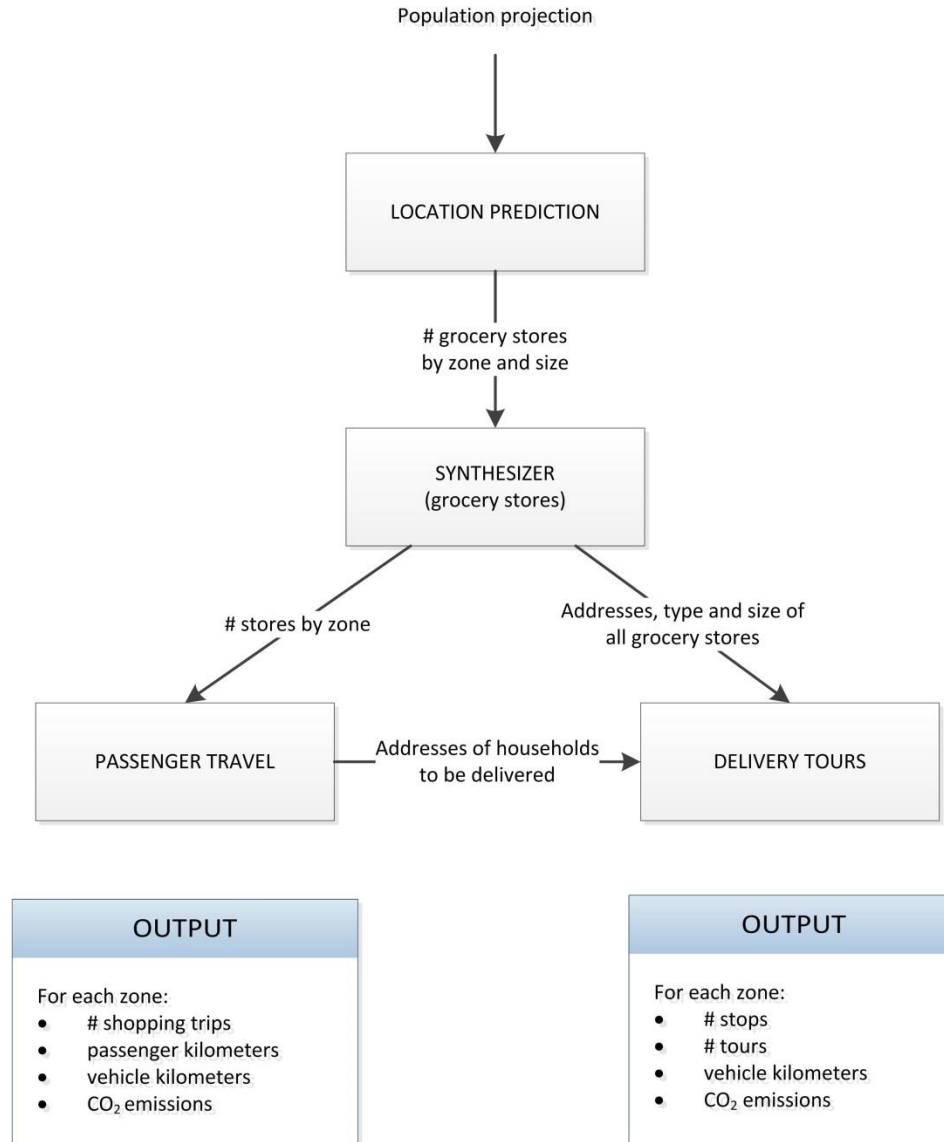 Population projection
LOCATION PREDICTION
# grocery stores
by zone and size
SYNTHESIZER
(grocery stores)
# stores by zone
Addresses, type and size of
all grocery stores
PASSENGER TRAVEL
Addresses of households
to be delivered
DELIVERY TOURS
OUTPUT
For each zone:
• # shopping trips
• passenger kilometers
• vehicle kilometers
• CO₂ emissions
OUTPUT
For each zone:
• # stops
• # tours
• vehicle kilometers
• CO₂ emissions